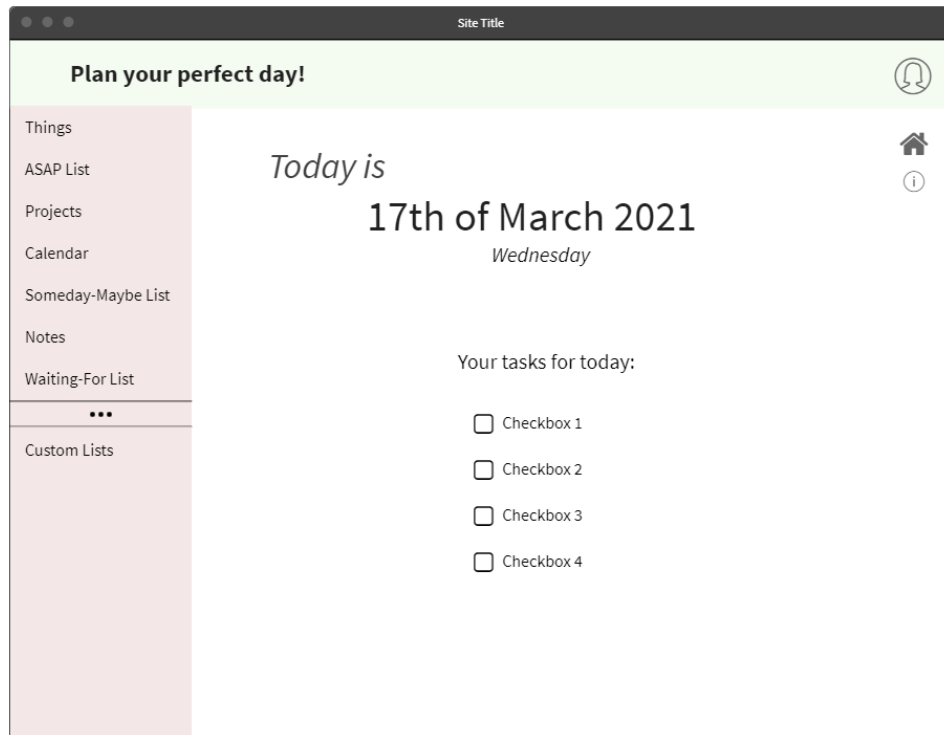 Site Title
Plan your perfect day!
Things
ASAP List
Projects
Calendar
Someday-Maybe List
Notes
Waiting-For List
•••
Custom Lists
Today is
17th of March 2021
Wednesday
Your tasks for today:
Checkbox 1
Checkbox 2
Checkbox 3
Checkbox 4
i